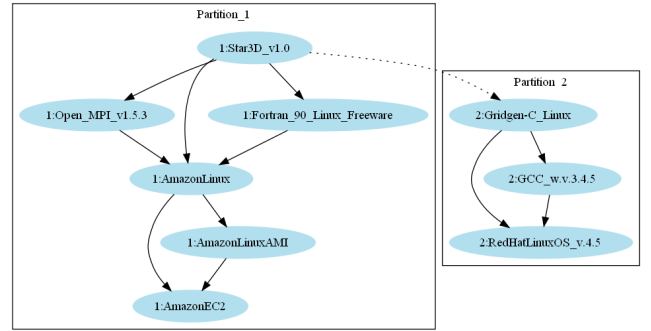 Partition_1
1:Star3D_v1.0
Partition_2
1:Open_MPI_v1.5.3
1:Fortran_90_Linux_Freeware
2:Gridgen-C_Linux
1:AmazonLinux
2:GCC_w.v.3.4.5
1:AmazonLinuxAMI
2:RedHatLinuxOS_v.4.5
1:AmazonEC2